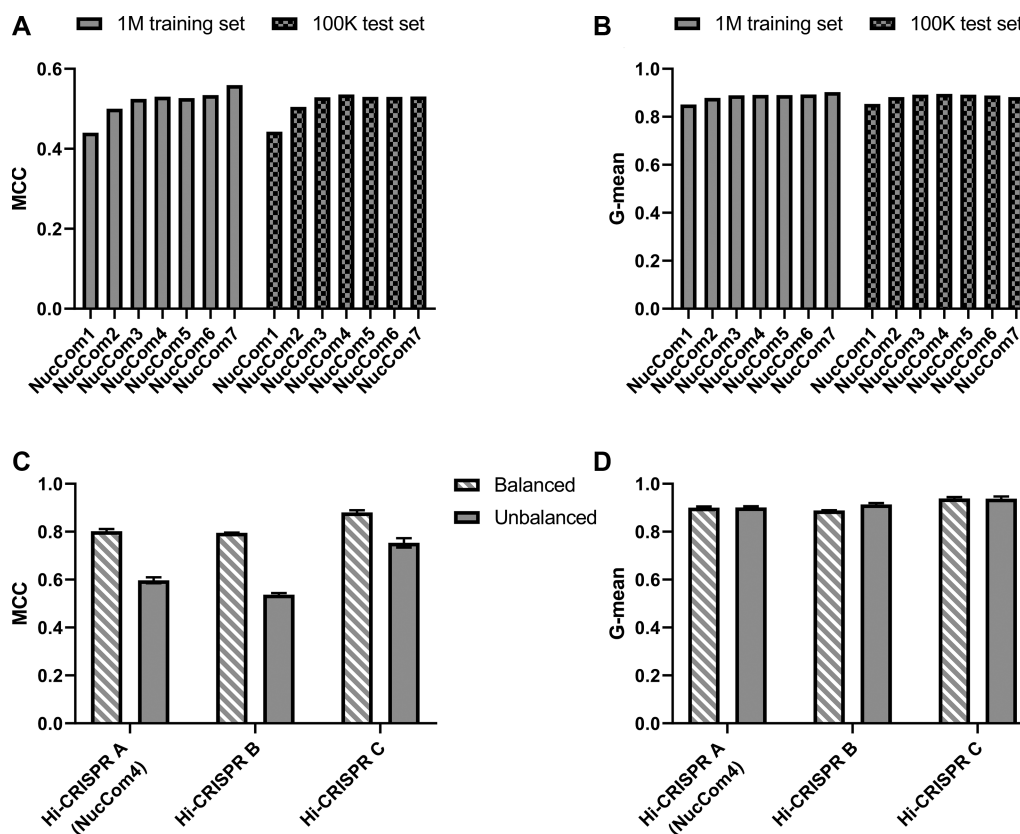 A
1M training set
100K test set
MCC
0.6
0.4
0.2
0.0
NucCom1
NucCom2
NucCom3
NucCom4
NucCom5
NucCom6
NucCom7
NucCom1
NucCom2
NucCom3
NucCom4
NucCom5
NucCom6
NucCom7
B
1M training set
100K test set
G-mean
1.0
0.8
0.6
0.4
0.2
0.0
NucCom1
NucCom2
NucCom3
NucCom4
NucCom5
NucCom6
NucCom7
NucCom1
NucCom2
NucCom3
NucCom4
NucCom5
NucCom6
NucCom7
C
Balanced
Unbalanced
MCC
1.0
0.8
0.6
0.4
0.2
0.0
Hi-CRISPR A
(NucCom4)
Hi-CRISPR B
Hi-CRISPR C
D
G-mean
1.0
0.8
0.6
0.4
0.2
0.0
Hi-CRISPR A
(NucCom4)
Hi-CRISPR B
Hi-CRISPR C